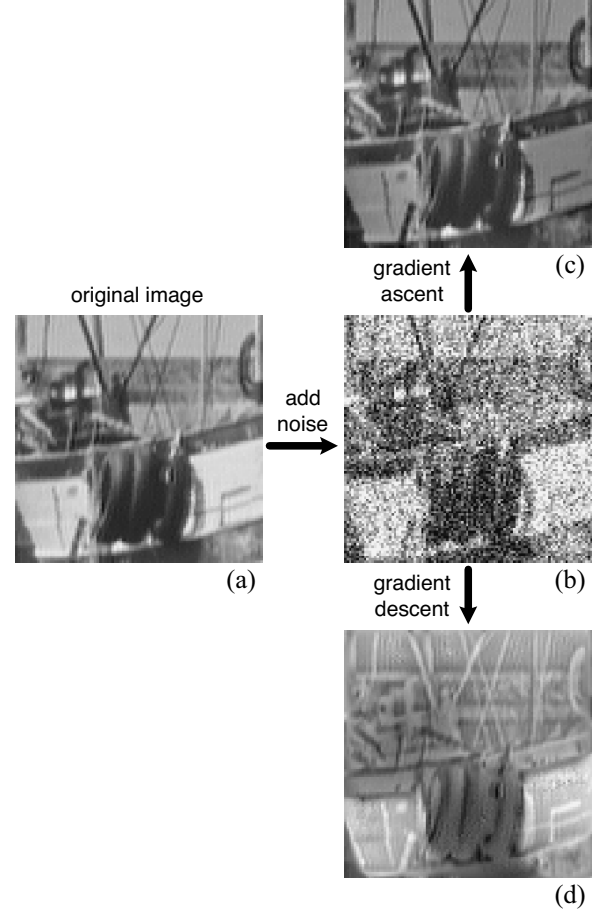 (c)
gradient
ascent
original image
add
noise
(a)
(b)
gradient
descent
(d)